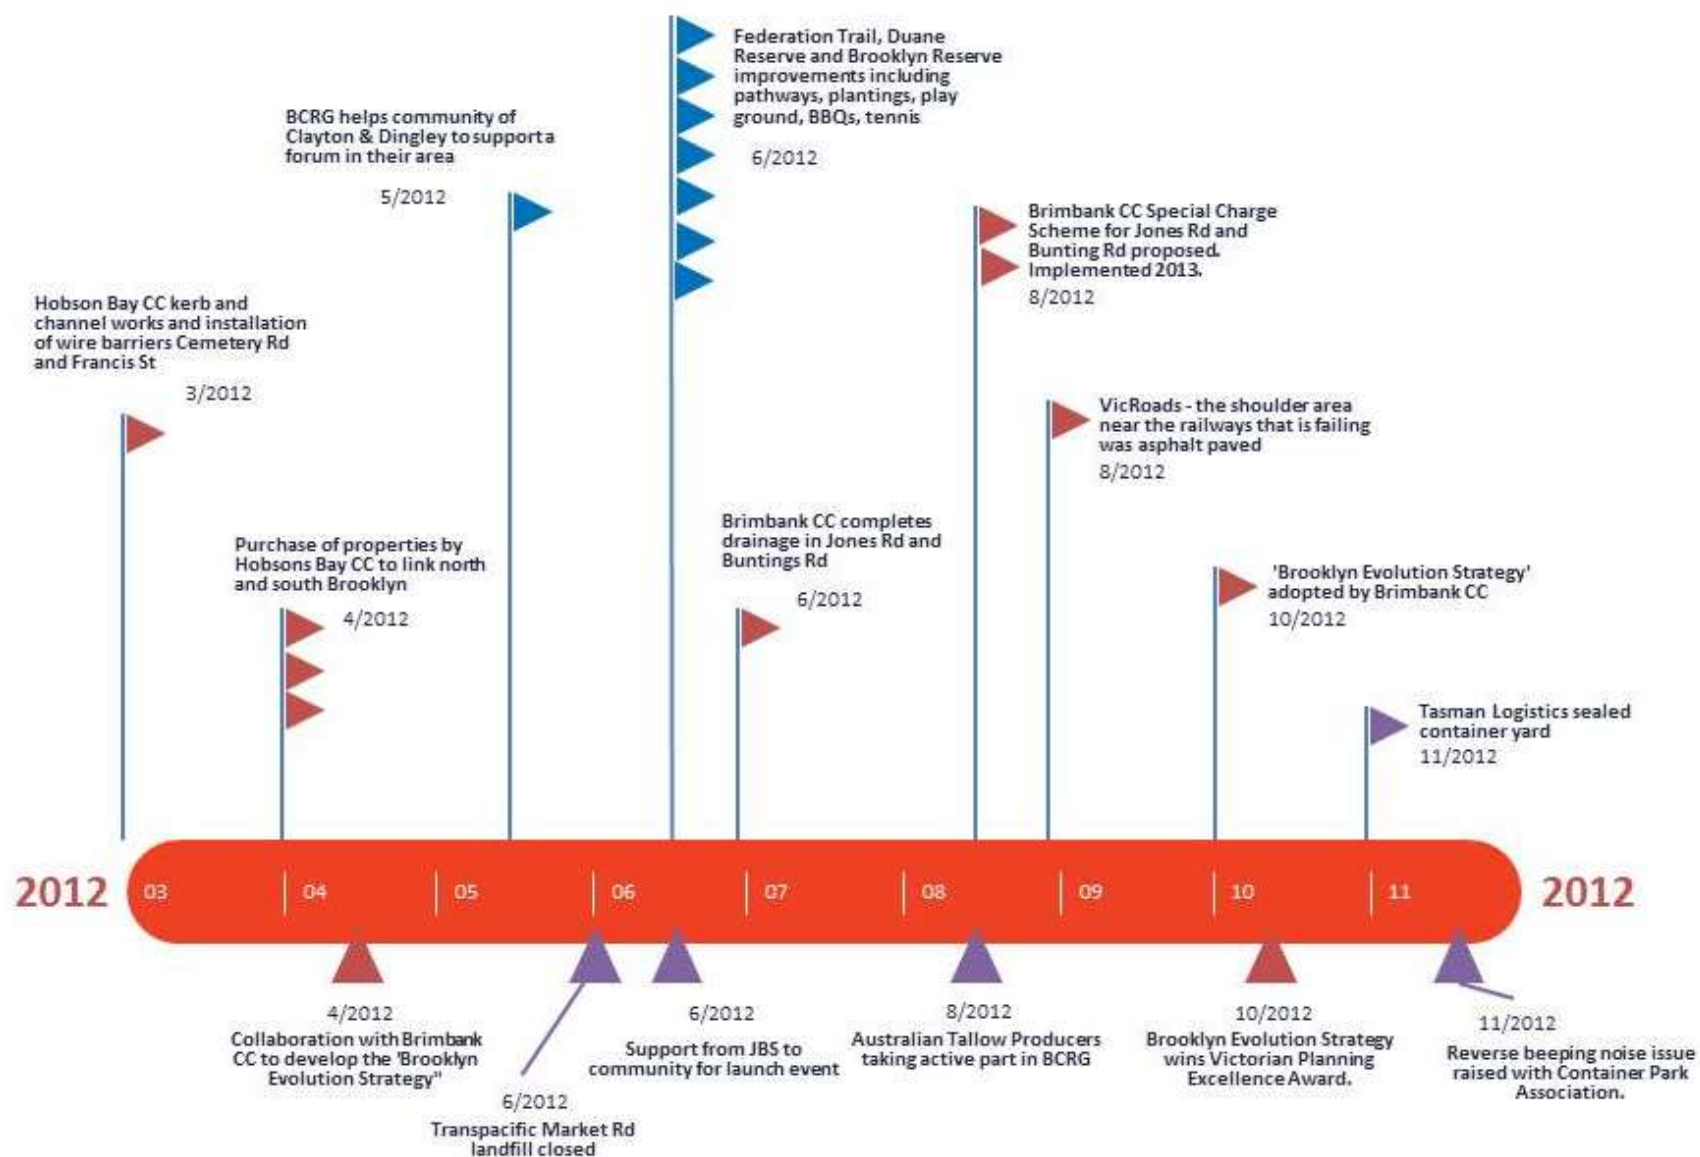 Federation Trail, Duane
Reserve and Brooklyn Reserve
improvements including
pathways, plantings, play
ground, BBQs, tennis
6/2012
BCRG helps community of
Clayton & Dingley to support a
forum in their area
5/2012
Brimbank CC Special Charge
Scheme for Jones Rd and
Bunting Rd proposed.
Implemented 2013.
8/2012
Hobson Bay CC kerb and
channel works and installation
of wire barriers Cemetery Rd
and Francis St
3/2012
VicRoads - the shoulder area
near the railways that is failing
was asphalt paved
8/2012
Purchase of properties by
Hobsons Bay CC to link north
and south Brooklyn
4/2012
Brimbank CC completes
drainage in Jones Rd and
Buntings Rd
6/2012
'Brooklyn Evolution Strategy'
adopted by Brimbank CC
10/2012
Tasman Logistics sealed
container yard
11/2012
2012 03 04 05 06 07 08 09 10 11 2012
4/2012
Collaboration with Brimbank
CC to develop the 'Brooklyn
Evolution Strategy"
6/2012
Transpacific Market Rd
landfill closed
6/2012
Support from JBS to
community for launch event
8/2012
Australian Tallow Producers
taking active part in BCRG
10/2012
Brooklyn Evolution Strategy
wins Victorian Planning
Excellence Award.
11/2012
Reverse beeping noise issue
raised with Container Park
Association.